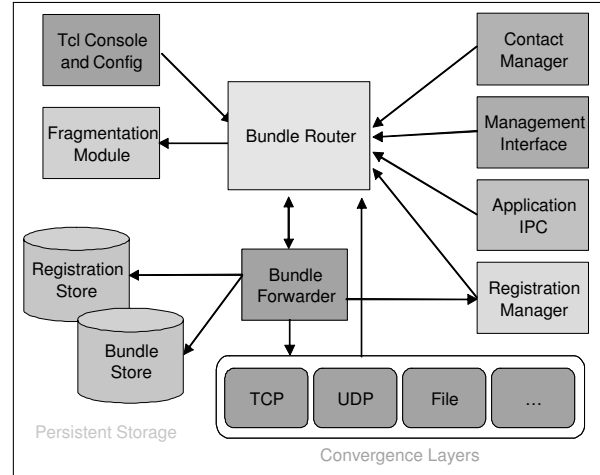 Tcl Console
and Config
Contact
Manager
Fragmentation
Module
Bundle Router
Management
Interface
Application
IPC
Registration
Store
Bundle
Forwarder
Registration
Manager
Bundle
Store
TCP
UDP
File
...
Persistent Storage
Convergence Layers